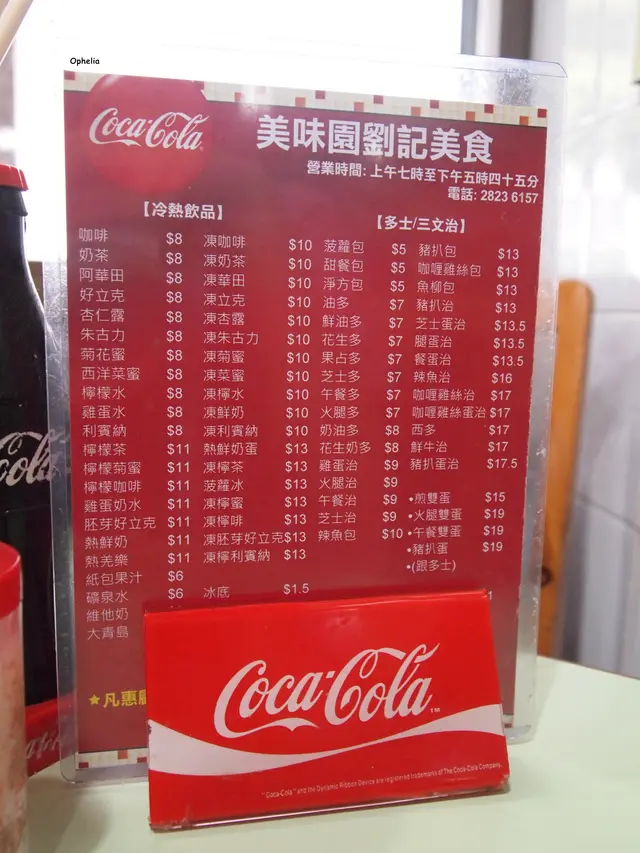 Ophelia
Coca-Cola
美味園劉記美食
營業時間: 上午七時至下午五時四十五分
電話: 2823 6157
【冷熱飲品】
咖啡 $8
奶茶 $8
阿華田 $8
好立克 $8
杏仁霜 $8
朱古力 $8
菊花蜜 $8
西洋菜蜜 $8
檸檬水 $8
雞蛋水 $8
利賓納 $8
檸檬茶 $11
檸檬菊蜜 $11
檸檬咖啡 $11
雞蛋奶水 $11
胚芽好立克 $11
熱鮮奶 $11
熱羌樂 $11
紙包果汁 $6
礦泉水 $6
維他奶
大青島
凍咖啡 $10
凍奶茶 $10
凍華田 $10
凍立克 $10
凍杏霜 $10
凍朱古力 $10
凍菊蜜 $10
凍菜蜜 $10
凍檸水 $10
凍鮮奶 $10
凍利賓納 $10
熱鮮奶蛋 $13
凍檸茶 $13
菠蘿冰 $13
凍檸蜜 $13
凍檸啡 $13
凍胚芽好立克 $13
凍檸利賓納 $13
冰底 $1.5
【多士/三文治】
菠蘿包 $5
甜餐包 $5
淨方包 $5
油多 $7
鮮油多 $7
花生多 $7
果占多 $7
芝士多 $7
午餐多 $7
火腿多 $7
奶油多 $8
花生奶多 $8
雞蛋治 $9
火腿治 $9
午餐治 $9
芝士治 $9
辣魚包 $10
豬扒包 $13
咖喱雞絲包 $13
魚柳包 $13
豬扒治 $13
芝士蛋治 $13.5
腿蛋治 $13.5
餐蛋治 $13.5
辣魚治 $16
咖喱雞絲治 $17
咖喱雞絲蛋治 $17
西多 $17
鮮牛治 $17
豬扒蛋治 $17.5
•煎雙蛋 $15
•火腿雙蛋 $19
•午餐雙蛋 $19
•豬扒蛋 $19
•(跟多士)
★凡惠
Coca-Cola™
"Coca-Cola" and the Dynamic Ribbon Device are registered trademarks of The Coca-Cola Company.